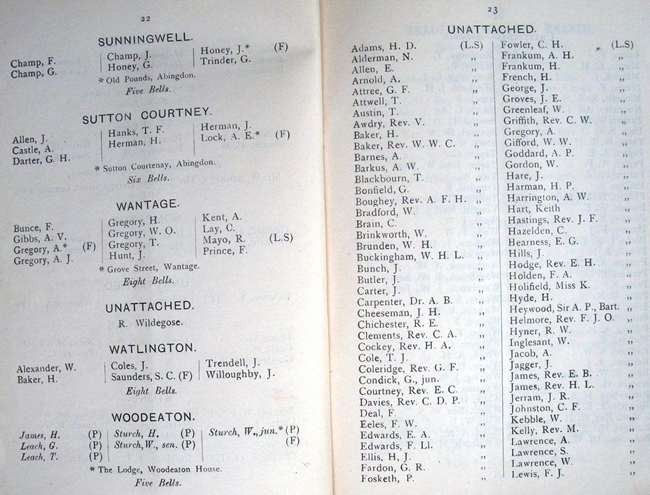 22
SUNNINGWELL.
Champ, F.
Champ, G.
Champ, J.
Honey, G.
Honey, J.* (F)
Trinder, G.
* Old Pounds, Abingdon.
Five Bells.
SUTTON COURTNEY.
Allen, J.
Castle, A.
Darter, G. H.
Hanks, T. F.
Herman, H.
Herman, J.
Lock, A. E.* (F)
* Sutton Courtenay, Abingdon.
Six Bells.
WANTAGE.
Bunce, F.
Gibbs, A. V.
Gregory, A.* (F)
Gregory, A. J.
Gregory, H.
Gregory, W. O.
Gregory, T.
Hunt, J.
Kent, A.
Lay, C.
Mayo, R. (L.S)
Prince, F.
* Grove Street, Wantage.
Eight Bells.
UNATTACHED.
R. Wildegose.
WATLINGTON.
Alexander, W.
Baker, H.
Coles, J.
Saunders, S. C. (F)
Trendell, J.
Willoughby, J.
Eight Bells.
WOODEATON.
James, H. (P)
Leach, G. (P)
Leach, T. (P)
Sturch, H. (P)
Sturch, W., sen. (P)
Sturch, W., jun.* (P)
(F)
* The Lodge, Woodeaton House.
Five Bells.
23
UNATTACHED.
Adams, H. D. (L.S)
Alderman, N. „
Allen, E. „
Arnold, A. „
Attree, G. F. „
Attwell, T. „
Austin, T. „
Awdry, Rev. V. „
Baker, H. „
Baker, Rev. W. W. C. „
Barnes, A. „
Barkus, A. W. „
Blackbourn, T. „
Bonfield, G. „
Boughey, Rev. A. F. H. „
Bradford, W. „
Brain, C. „
Brinkworth, W. „
Brunden, W. H. „
Buckingham, W. H. L. „
Bunch, J. „
Butler, J. „
Carter, J. „
Carpenter, Dr. A. B. „
Cheeseman, J. H. „
Chichester, R. E. „
Clements, Rev. C. A. „
Cockey, Rev. H. A. „
Cole, T. J. „
Coleridge, Rev. G. F. „
Condick, G., jun. „
Courtney, Rev. E. C. „
Davies, Rev. C. D. P. „
Deal, F. „
Eeles, F. W. „
Edwards, E. A. „
Edwards, F. Ll. „
Ellis, H, J. „
Fardon, G. R. „
Fosketh, P. „
Fowler, C. H. (L.S)
Frankum, A. H. „
Frankum, H. „
French, H. „
George, J. „
Groves, J. E. „
Greenleaf, W. „
Griffith, Rev. C. W. „
Gregory, A. „
Gifford, W. W. „
Goddard, A. P. „
Gordon, W. „
Hare, J. „
Harman, H. P. „
Harrington, A. W. „
Hart, Keith „
Hastings, Rev. J. F. „
Hazelden, C. „
Hearness, E. G. „
Hills, J. „
Hodge, Rev. E. H. „
Holden, F. A. „
Holifield, Miss K. „
Hyde, H. „
Heywood, Sir A. P., Bart. „
Helmore, Rev. F. J. O. „
Hyner, R. W. „
Inglesant, W. „
Jacob, A. „
Jagger, J. „
James, Rev. E. B. „
James, Rev. H. L. „
Jerram, J. R. „
Johnston, C. F. „
Kebble, W. „
Kelly, Rev. M. „
Lawrence, A. „
Lawrence, S. „
Lawrence, W. „
Lewis, F. J. „